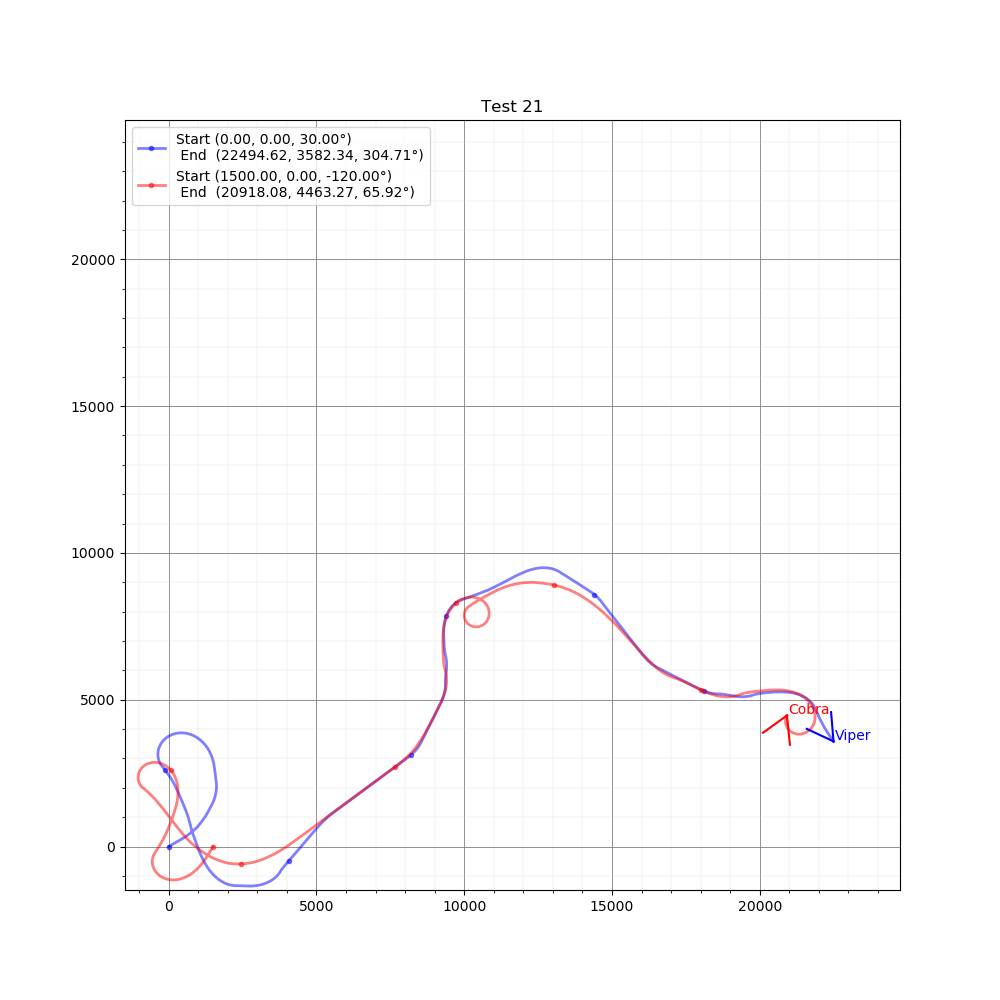 Test 21
Start (0.00, 0.00, 30.00°)
End (22494.62, 3582.34, 304.71°)
Start (1500.00, 0.00, -120.00°)
End (20918.08, 4463.27, 65.92°)
20000
15000
10000
5000
0
Cobra
Viper
0 5000 10000 15000 20000